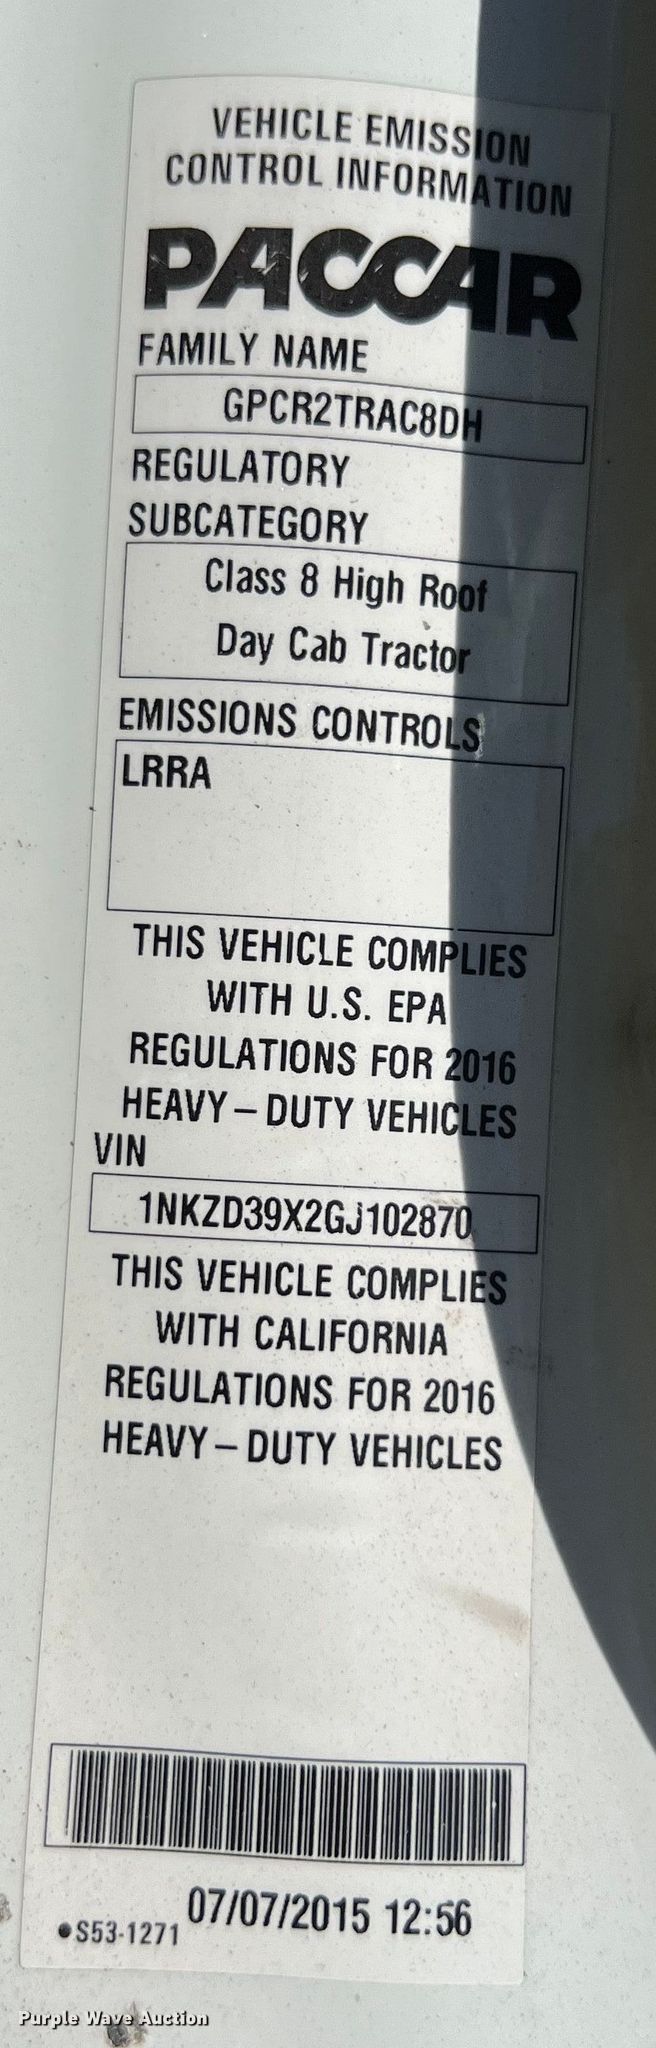 VEHICLE EMISSION
CONTROL INFORMATION
PACCAR
FAMILY NAME
GPCR2TRAC8DH
REGULATORY
SUBCATEGORY
Class 8 High Roof
Day Cab Tractor
EMISSIONS CONTROLS
LRRA
THIS VEHICLE COMPLIES
WITH U.S. EPA
REGULATIONS FOR 2016
HEAVY – DUTY VEHICLES
VIN
1NKZD39X2GJ102870
THIS VEHICLE COMPLIES
WITH CALIFORNIA
REGULATIONS FOR 2016
HEAVY – DUTY VEHICLES
07/07/2015 12:56
●S53-1271
Purple Wave Auction